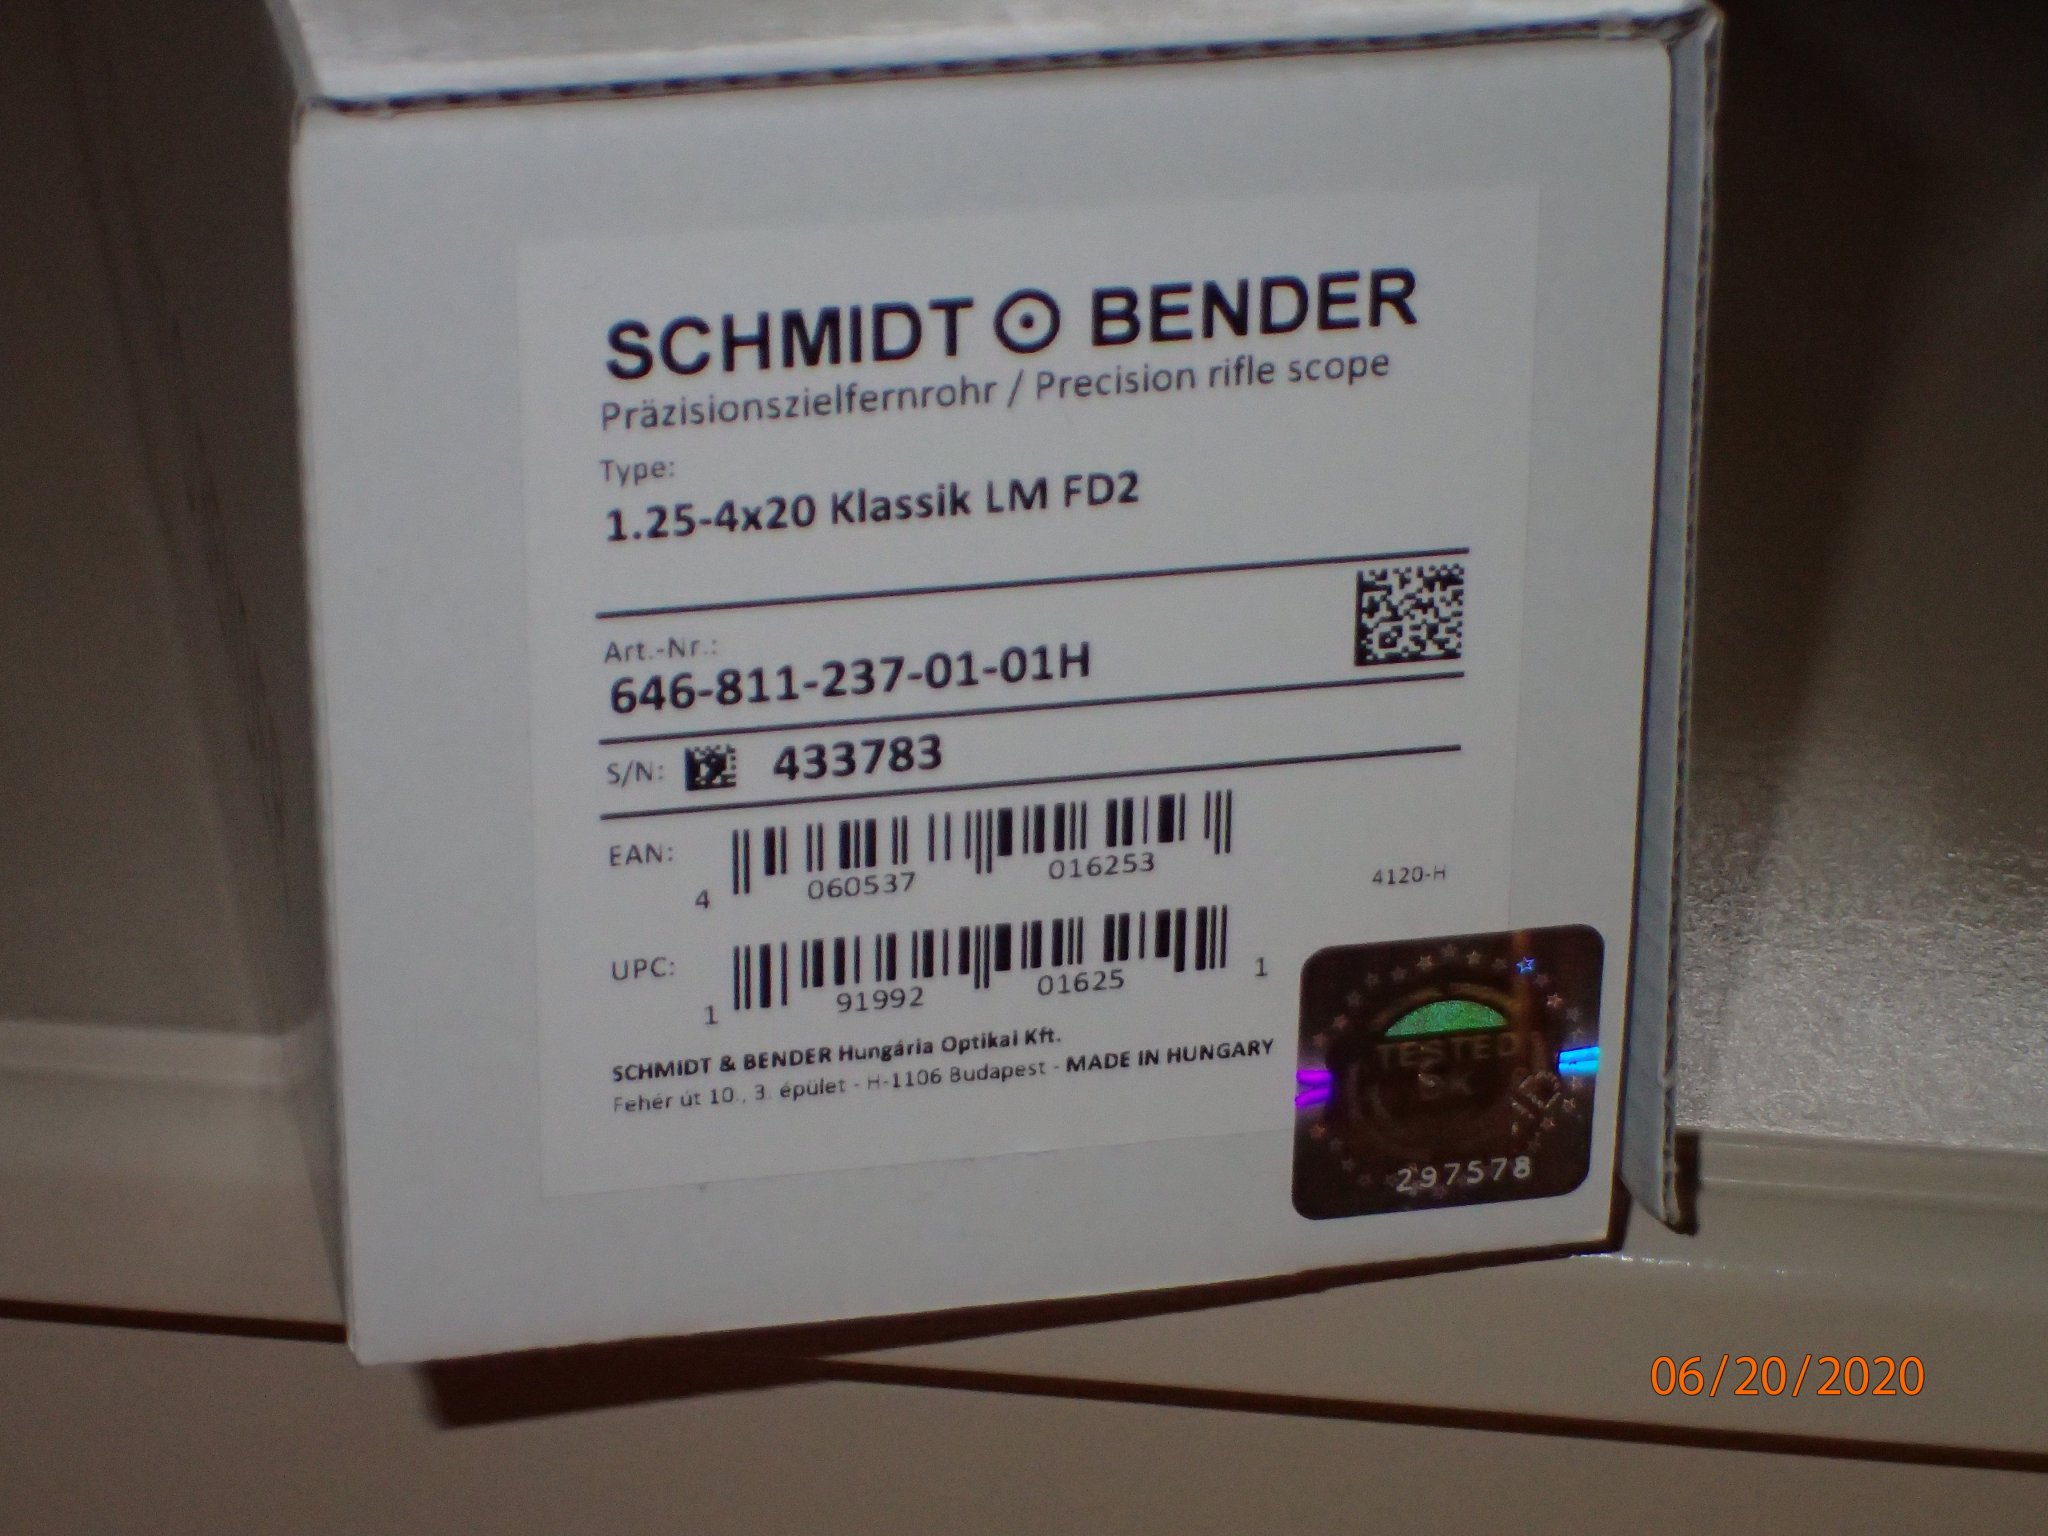 SCHMIDT BENDER
Präzisionszielfernrohr / Precision rifle scope
Type:
1.25-4x20 Klassik LM FD2
Art.-Nr.:
646-811-237-01-01H
S/N: 433783
EAN: 4 060537 016253
4120-H
UPC: 1 91992 01625 1
SCHMIDT & BENDER Hungária Optikai Kft.
Fehér út 10., 3. épület - H-1106 Budapest - MADE IN HUNGARY
TESTED
OK
297578
06/20/2020